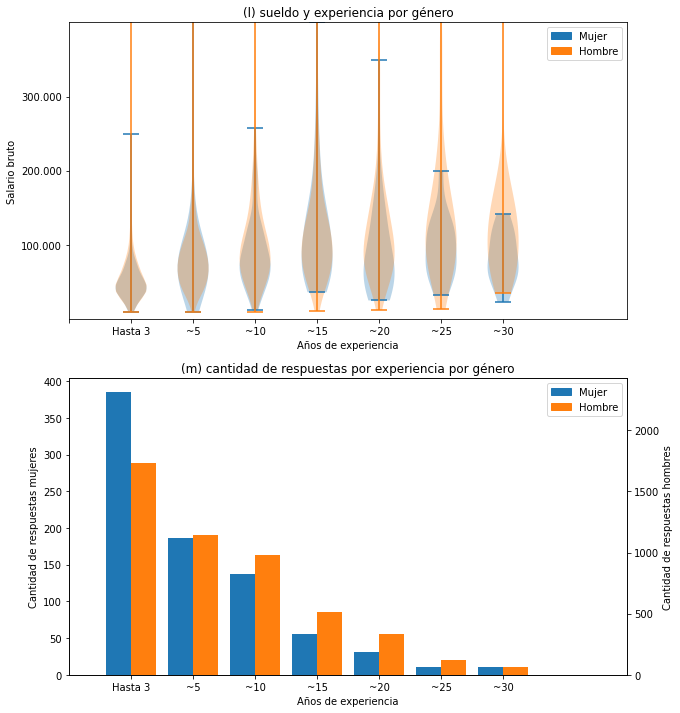 (l) sueldo y experiencia por género
Mujer
Hombre
300.000
200.000
100.000
Salario bruto
Hasta 3 ~5 ~10 ~15 ~20 ~25 ~30
Años de experiencia
(m) cantidad de respuestas por experiencia por género
Mujer
Hombre
400
350
300
250
200
150
100
50
0
Cantidad de respuestas mujeres
2000
1500
1000
500
0
Cantidad de respuestas hombres
Hasta 3 ~5 ~10 ~15 ~20 ~25 ~30
Años de experiencia